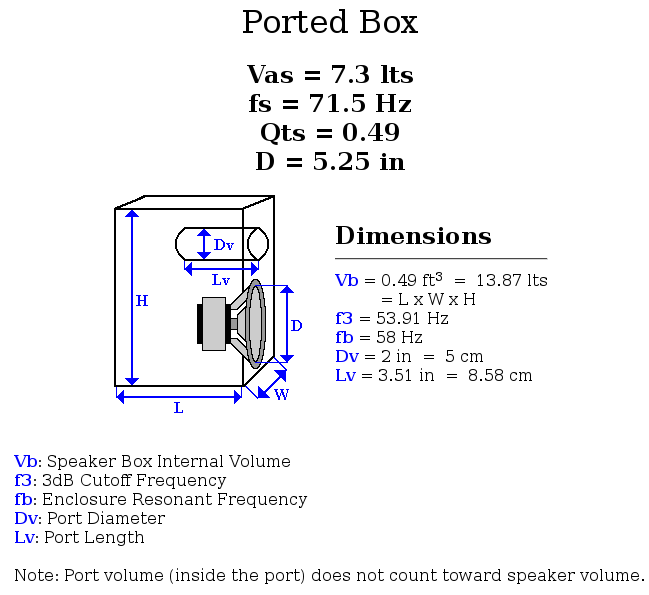 Ported Box
Vas = 7.3 lts
fs = 71.5 Hz
Qts = 0.49
D = 5.25 in
Dv
Lv
H
D
W
L
Dimensions
Vb = 0.49 ft³ = 13.87 lts
= L x W x H
f3 = 53.91 Hz
fb = 58 Hz
Dv = 2 in = 5 cm
Lv = 3.51 in = 8.58 cm
Vb: Speaker Box Internal Volume
f3: 3dB Cutoff Frequency
fb: Enclosure Resonant Frequency
Dv: Port Diameter
Lv: Port Length
Note: Port volume (inside the port) does not count toward speaker volume.